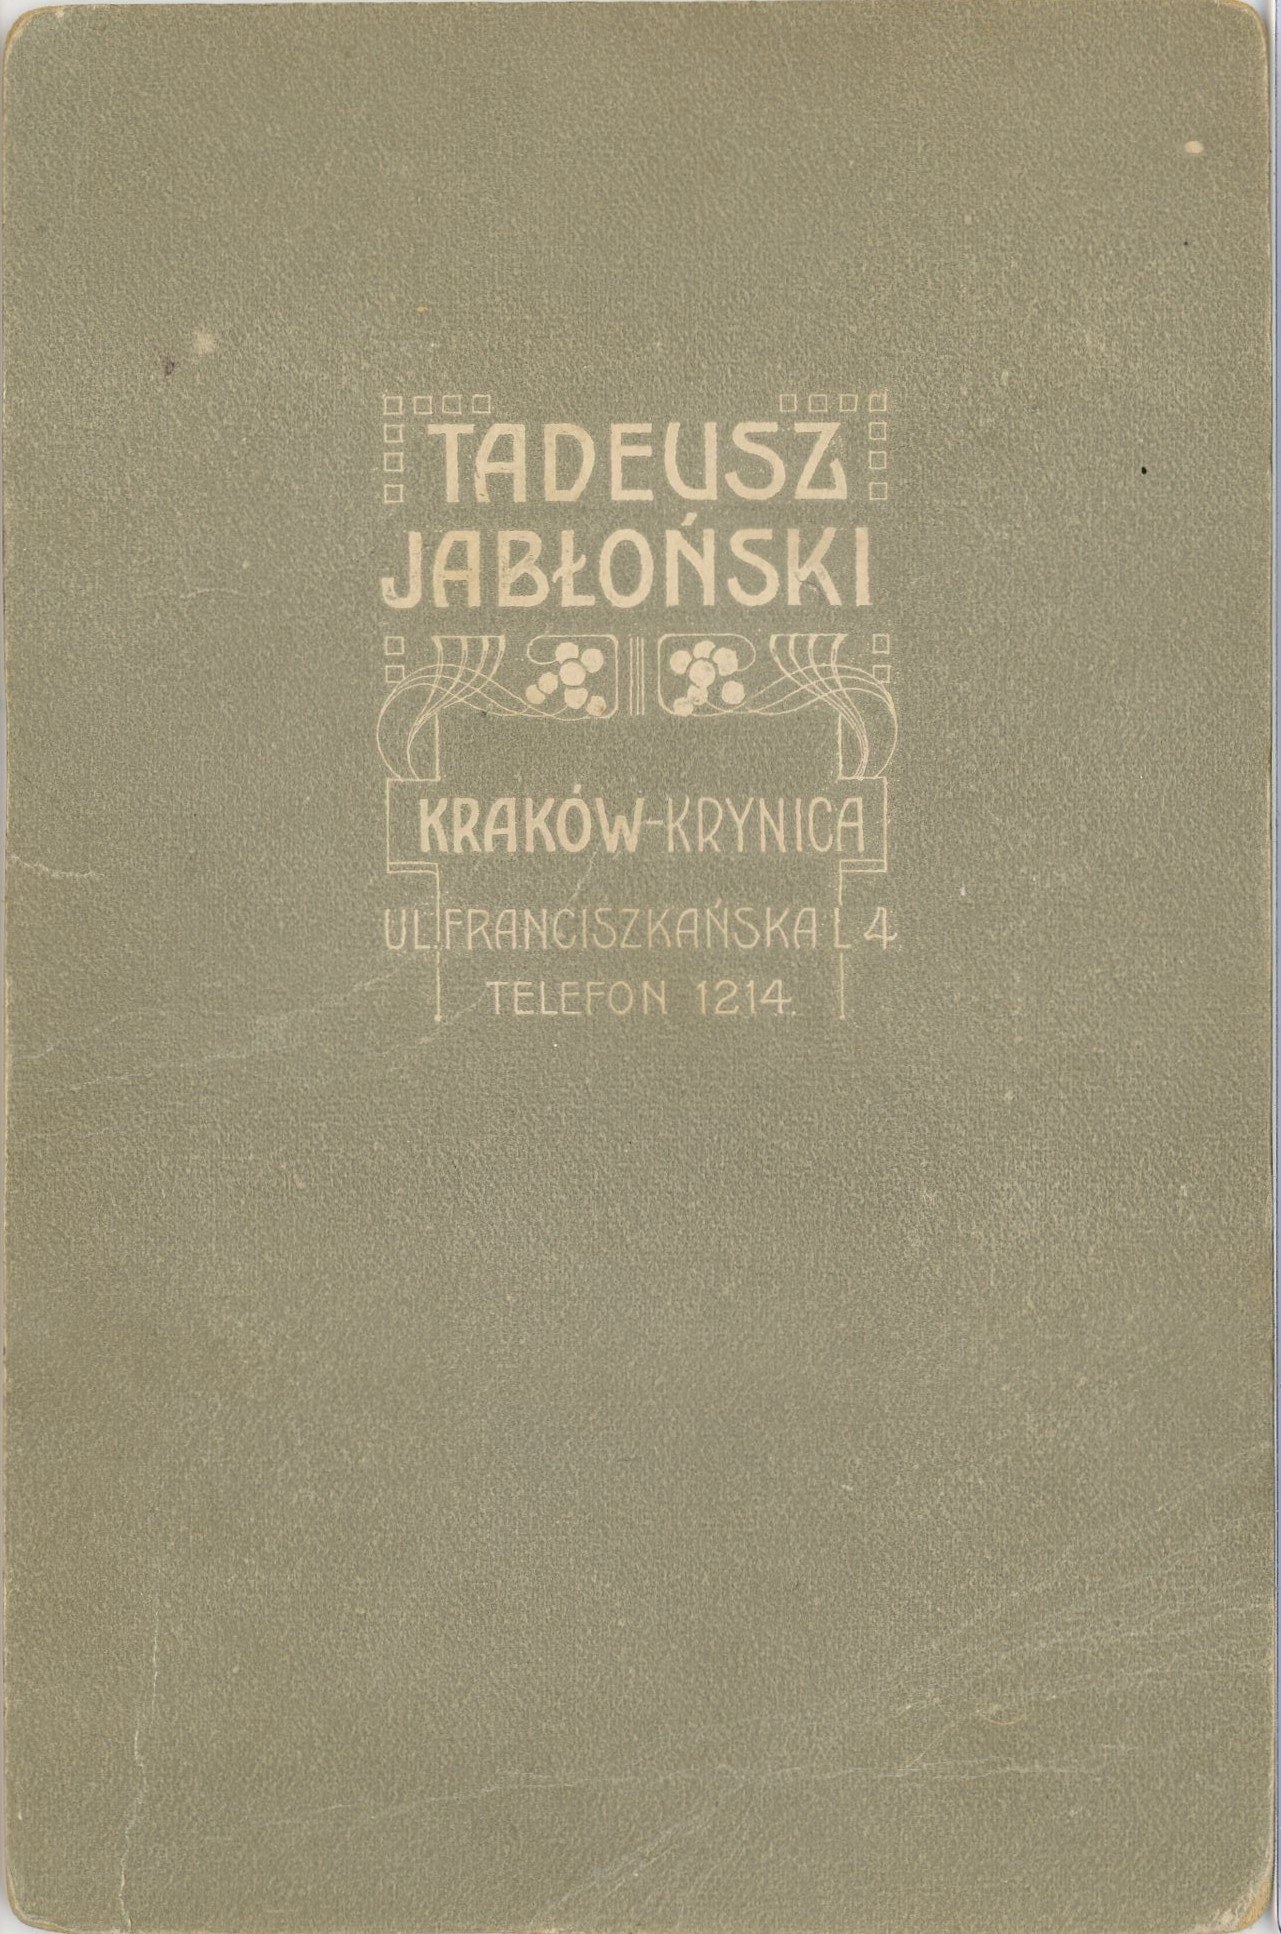 TADEUSZ
JABŁOŃSKI
KRAKÓW-KRYNICA
UL. FRANCISZKAŃSKA L 4
TELEFON 1214.